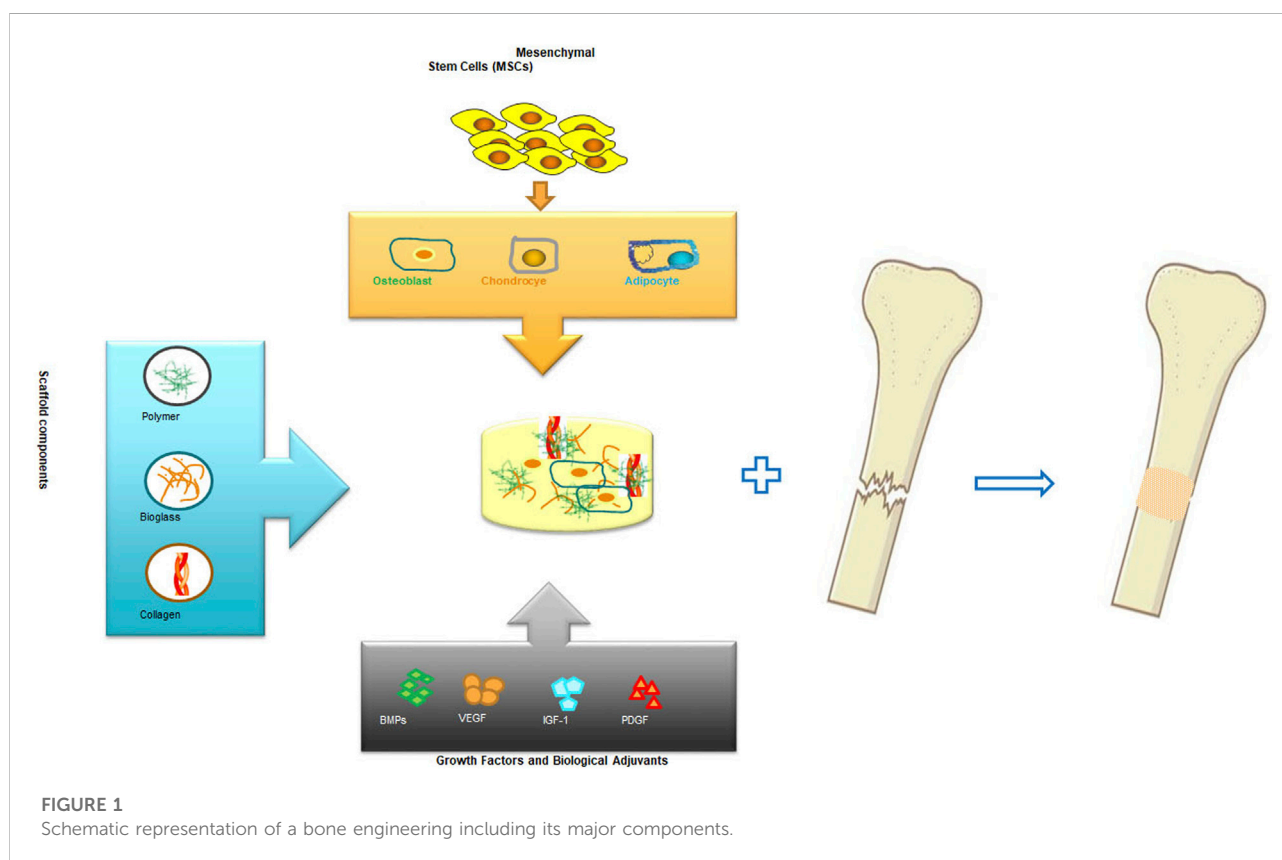 Mesenchymal
Stem Cells (MSCs)
Osteoblast
Chondrocye
Adipocyte
Scaffold components
Polymer
Bioglass
Collagen
BMPs
VEGF
IGF-1
PDGF
Growth Factors and Biological Adjuvants
FIGURE 1
Schematic representation of a bone engineering including its major components.